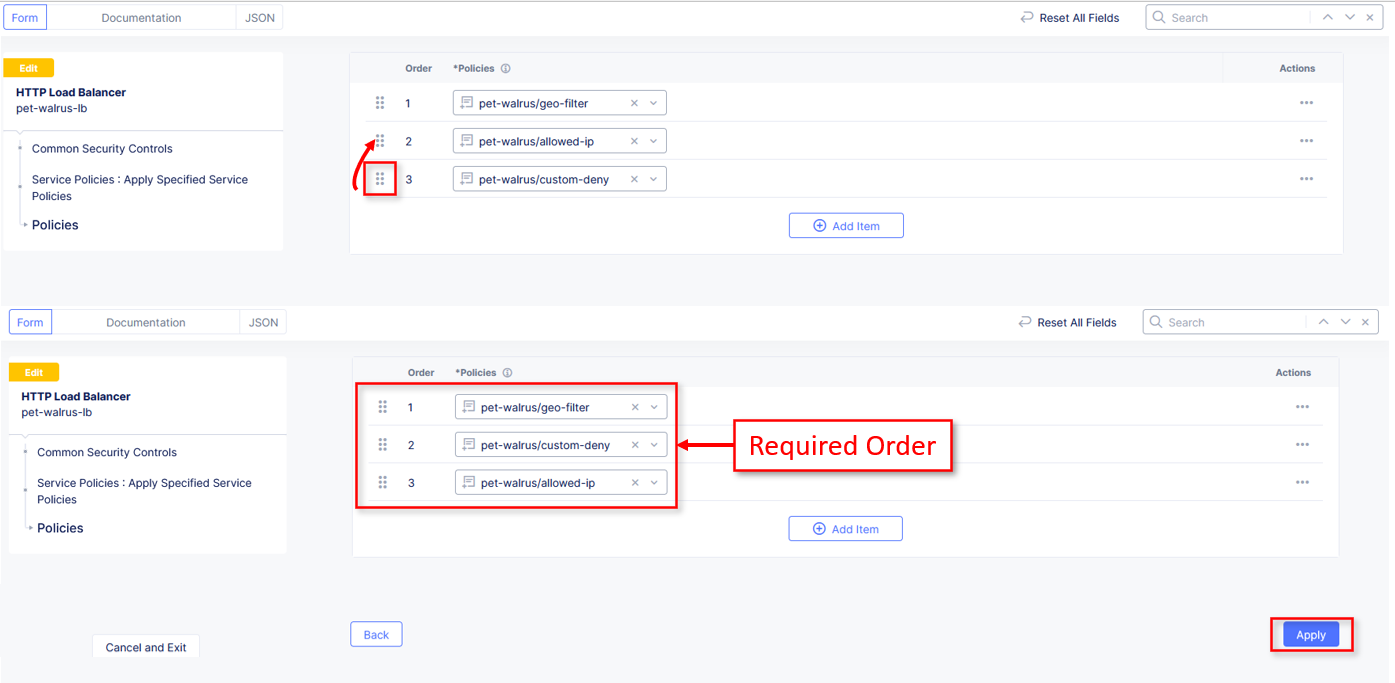 Form Documentation JSON Reset All Fields Search
Edit
HTTP Load Balancer
pet-walrus-lb
Common Security Controls
Service Policies : Apply Specified Service
Policies
Policies
Order *Policies Actions
1 pet-walrus/geo-filter
2 pet-walrus/allowed-ip
3 pet-walrus/custom-deny
Add Item
Form Documentation JSON Reset All Fields Search
Edit
HTTP Load Balancer
pet-walrus-lb
Common Security Controls
Service Policies : Apply Specified Service
Policies
Policies
Order *Policies Actions
1 pet-walrus/geo-filter
2 pet-walrus/custom-deny
3 pet-walrus/allowed-ip
Required Order
Add Item
Cancel and Exit
Back
Apply